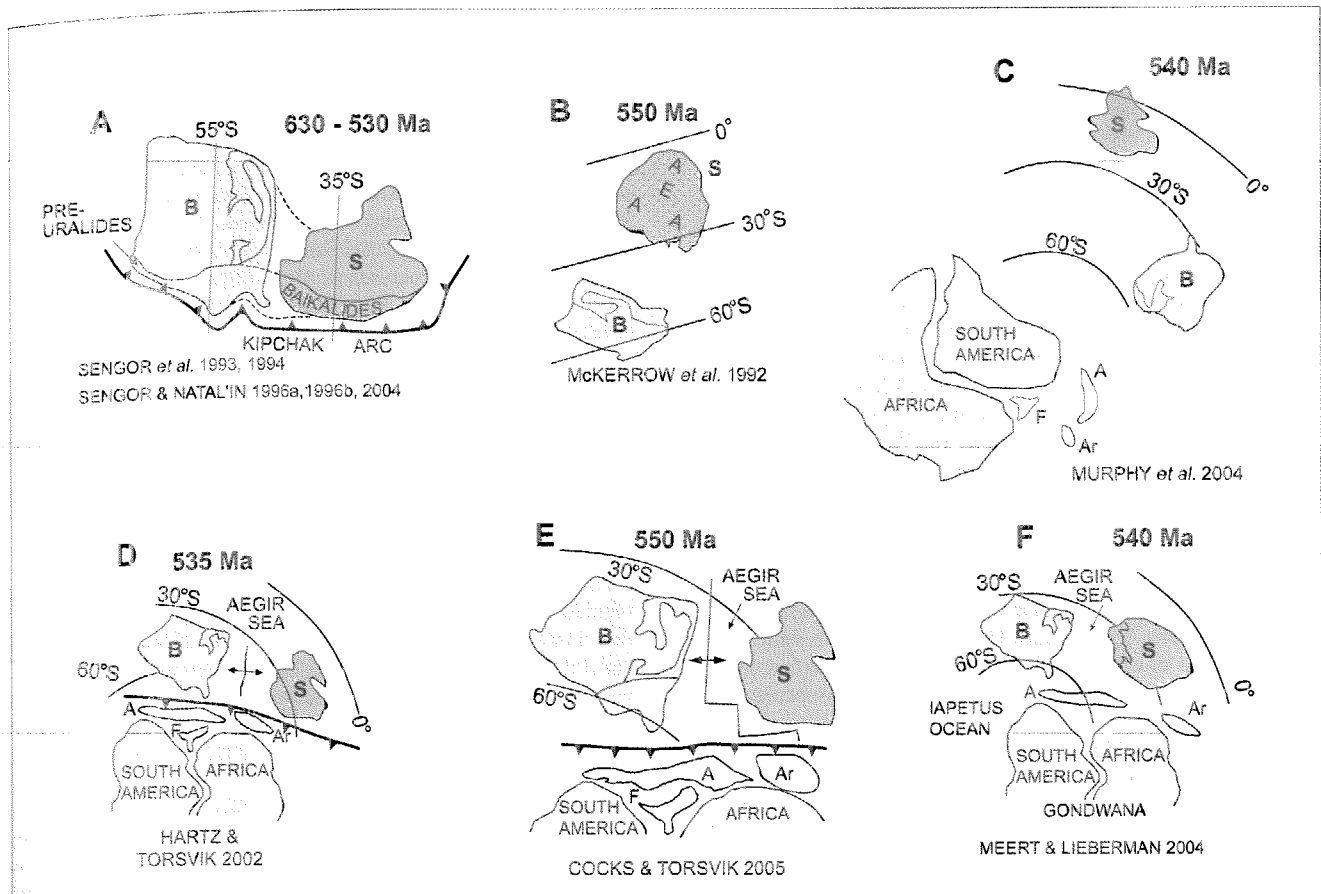 A
630 - 530 Ma
55°S
35°S
PRE-
URALIDES
B
S
BAIKALIDES
KIPCHAK ARC
SENGOR et al. 1993, 1994
SENGOR & NATAL'IN 1996a,1996b, 2004
B
550 Ma
0°
S
A
E
A
A
30°S
B
60°S
McKERROW et al. 1992
C
540 Ma
S
0°
30°S
60°S
B
SOUTH
AMERICA
AFRICA
A
F
Ar
MURPHY et al. 2004
D
535 Ma
30°S
AEGIR
SEA
B
60°S
S
0°
A
F
Ar
SOUTH
AMERICA
AFRICA
HARTZ &
TORSVIK 2002
E
550 Ma
30°S
AEGIR
SEA
B
S
60°S
A
Ar
F
SOUTH
AMERICA
AFRICA
COCKS & TORSVIK 2005
F
540 Ma
30°S
AEGIR
SEA
B
S
60°S
0°
A
Ar
IAPETUS
OCEAN
SOUTH
AMERICA
AFRICA
GONDWANA
MEERT & LIEBERMAN 2004